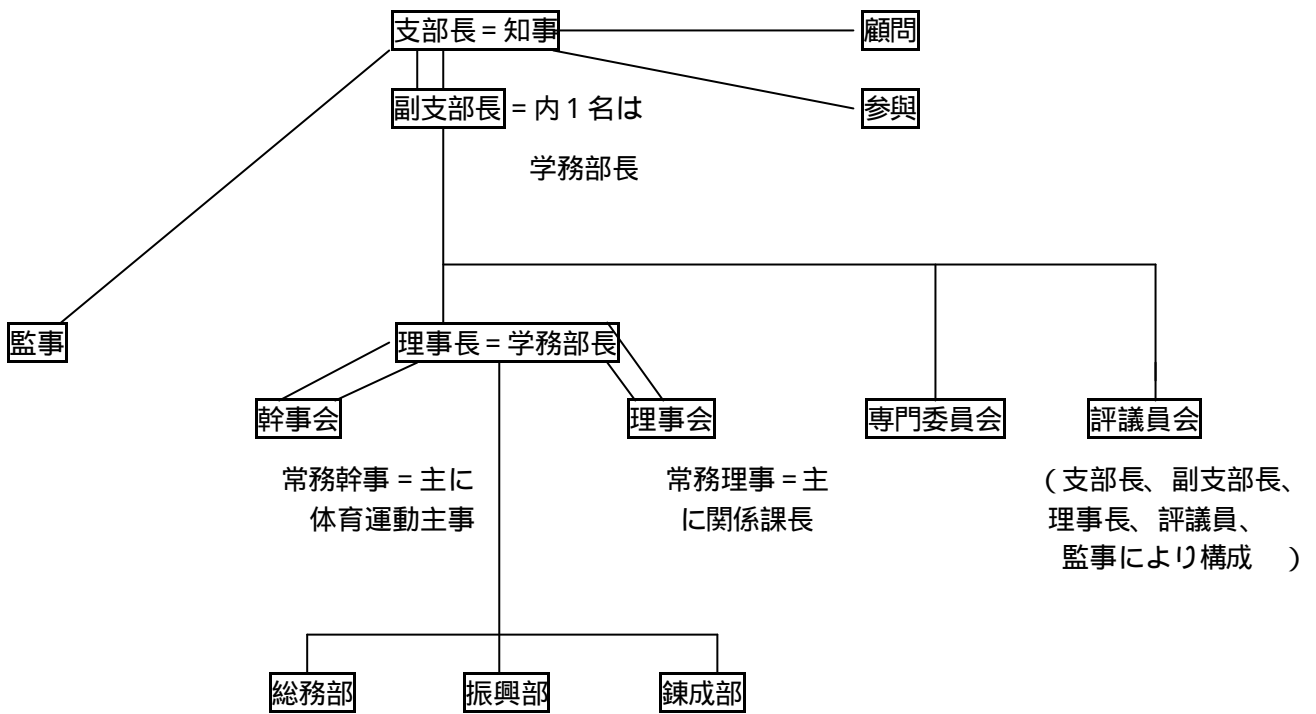 支部長＝知事
顧問
副支部長＝内１名は
学務部長
参與
監事
理事長＝学務部長
幹事会
理事会
専門委員会
評議員会
常務幹事＝主に
体育運動主事
常務理事＝主
に関係課長
（支部長、副支部長、
理事長、評議員、
監事により構成　）
総務部
振興部
錬成部